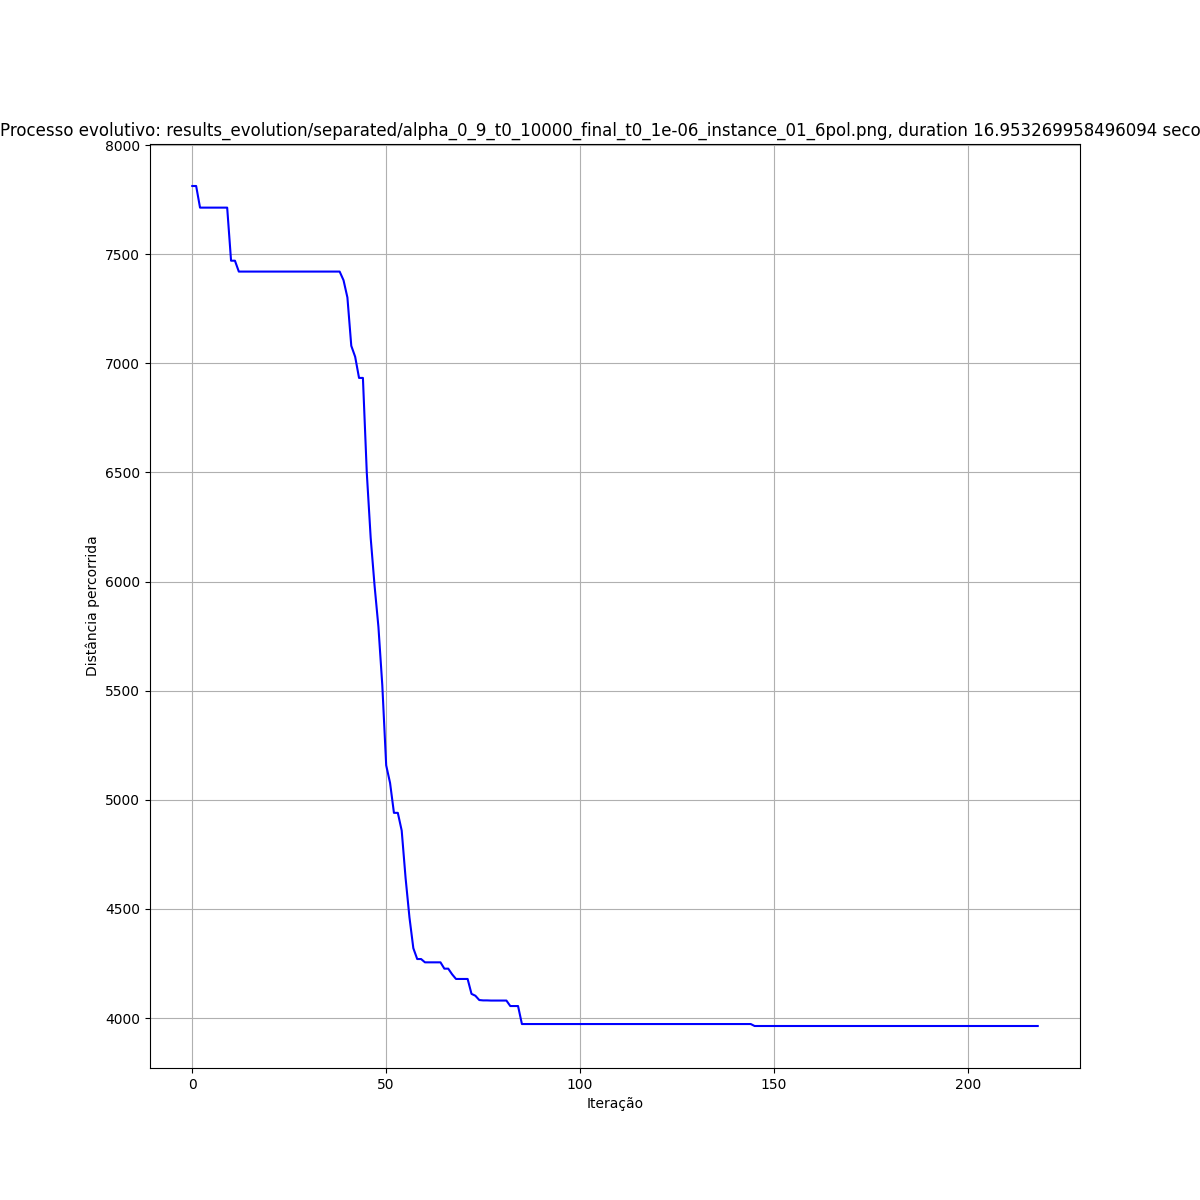 Processo evolutivo: results_evolution/separated/alpha_0_9_t0_10000_final_t0_1e-06_instance_01_6pol.png, duration 16.953269958496094 seco
8000
7500
7000
6500
6000
5500
5000
4500
4000
Distância percorrida
0 50 100 150 200
Iteração